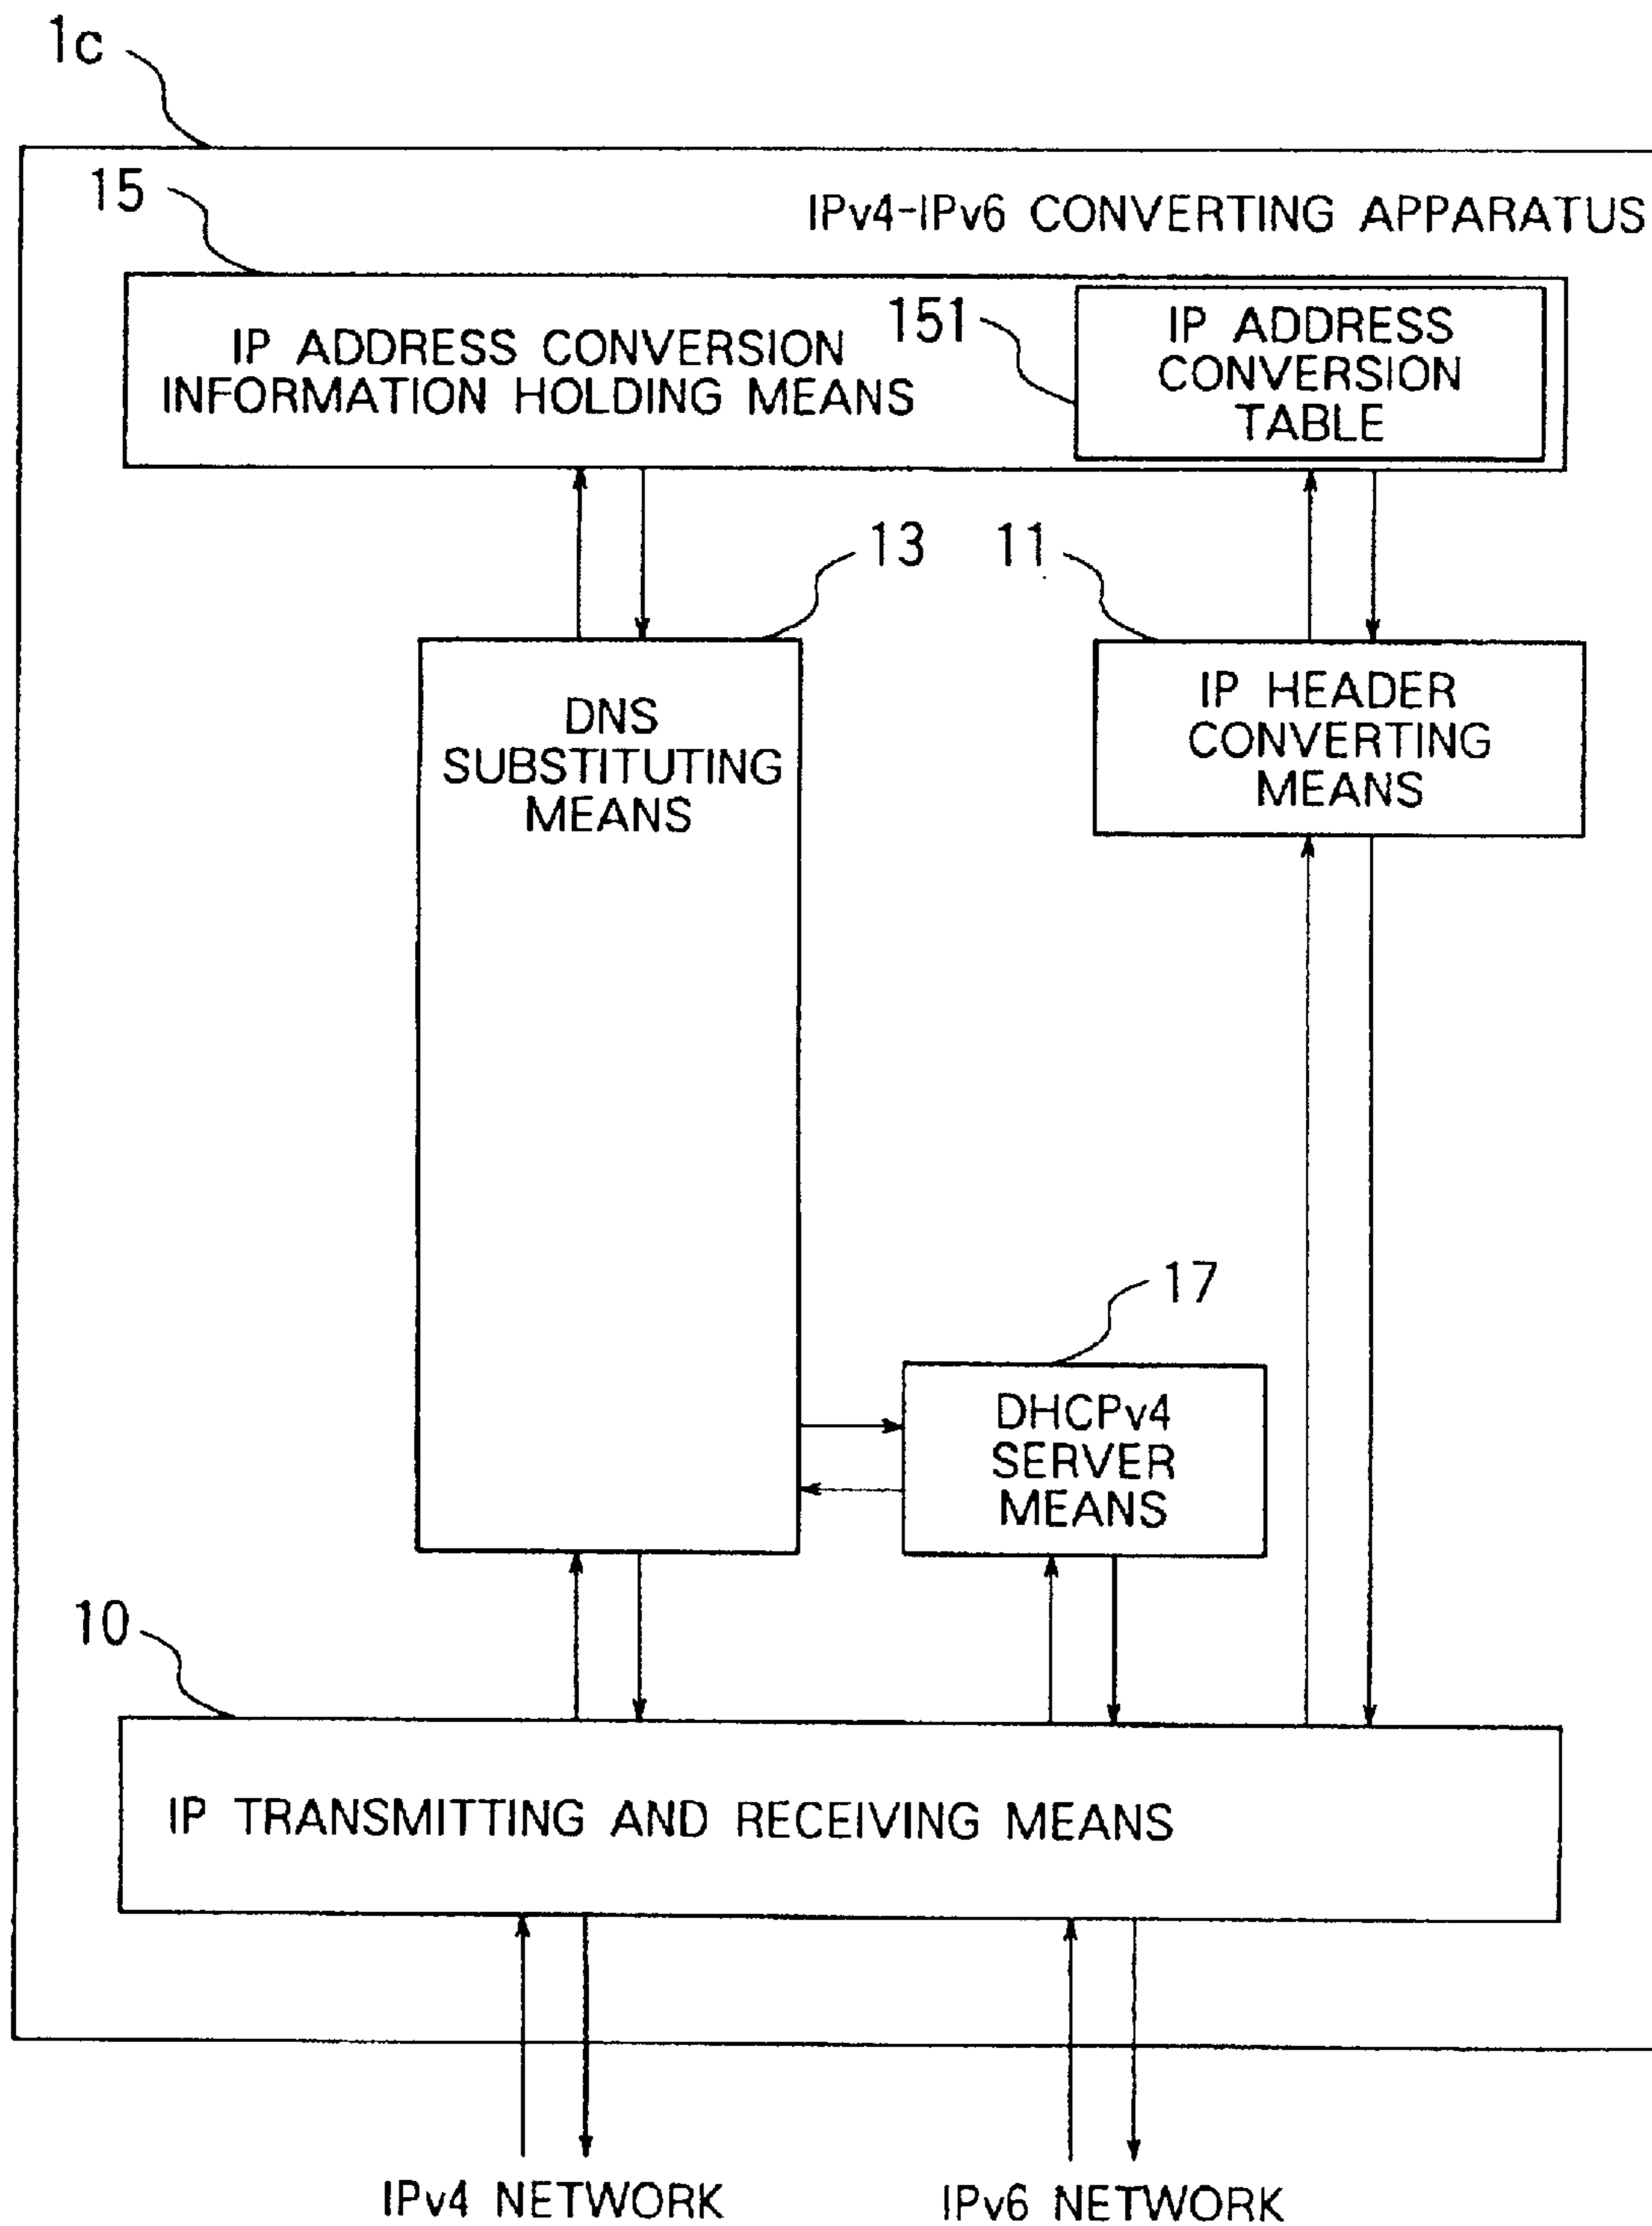 1c
15
IPv4-IPv6 CONVERTING APPARATUS
IP ADDRESS CONVERSION
INFORMATION HOLDING MEANS
151
IP ADDRESS
CONVERSION
TABLE
13
11
DNS
SUBSTITUTING
MEANS
IP HEADER
CONVERTING
MEANS
17
DHCPv4
SERVER
MEANS
10
IP TRANSMITTING AND RECEIVING MEANS
IPv4 NETWORK
IPv6 NETWORK